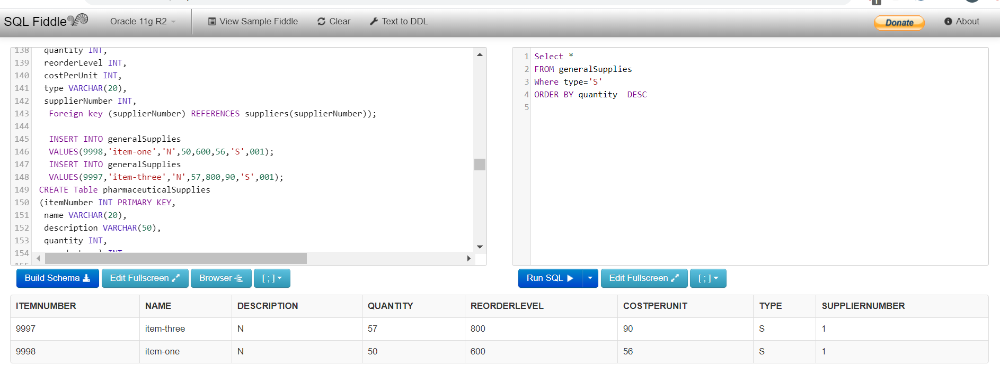 SQL Fiddle
Oracle 11g R2
View Sample Fiddle
Clear
Text to DDL
Donate
About
138 quantity INT,
139 reorderLevel INT,
140 costPerUnit INT,
141 type VARCHAR(20),
142 supplierNumber INT,
143 Foreign key (supplierNumber) REFERENCES suppliers(supplierNumber));
144
145 INSERT INTO generalSupplies
146 VALUES(9998,'item-one','N',50,600,56,'S',001);
147 INSERT INTO generalSupplies
148 VALUES(9997,'item-three','N',57,800,90,'S',001);
149 CREATE Table pharmaceuticalSupplies
150 (itemNumber INT PRIMARY KEY,
151 name VARCHAR(20),
152 description VARCHAR(50),
153 quantity INT,
154
1 Select *
2 FROM generalSupplies
3 Where type='S'
4 ORDER BY quantity  DESC
5
Build Schema
Edit Fullscreen
Browser
[ ; ]
Run SQL
Edit Fullscreen
[ ; ]
ITEMNUMBER NAME DESCRIPTION QUANTITY REORDERLEVEL COSTPERUNIT TYPE SUPPLIERNUMBER
9997 item-three N 57 800 90 S 1
9998 item-one N 50 600 56 S 1